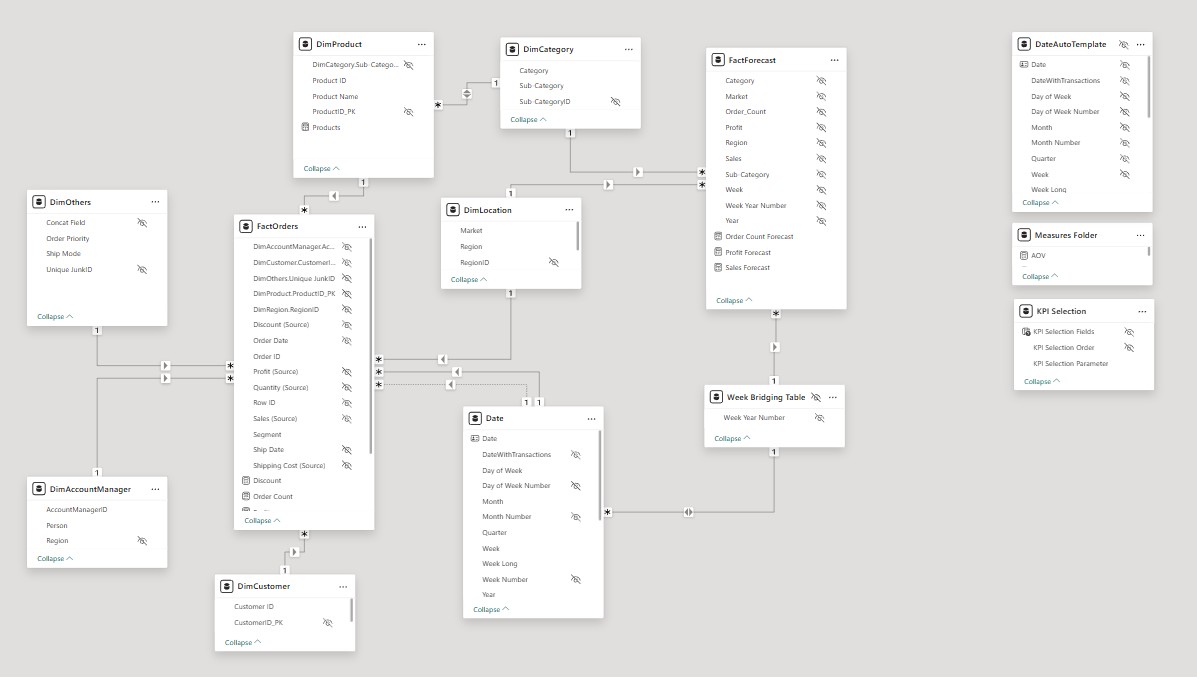 DimProduct
DimCategory.Sub-Catego...
Product ID
Product Name
ProductID_PK
Products
Collapse
1
*
DimCategory
Category
Sub-Category
Sub-CategoryID
Collapse
1
1
FactForecast
Category
Market
Order_Count
Profit
Region
Sales
Sub-Category
Week
Week Year Number
Year
Order Count Forecast
Profit Forecast
Sales Forecast
Collapse
*
*
*
DateAutoTemplate
Date
DateWithTransactions
Day of Week
Day of Week Number
Month
Month Number
Quarter
Week
Week Long
Collapse
Measures Folder
AOV
Collapse
KPI Selection
KPI Selection Fields
KPI Selection Order
KPI Selection Parameter
Collapse
DimOthers
Concat Field
Order Priority
Ship Mode
Unique JunkID
Collapse
1
FactOrders
DimAccountManager.Ac...
DimCustomer.CustomerI...
DimOthers.Unique JunkID
DimProduct.ProductID_PK
DimRegion.RegionID
Discount (Source)
Order Date
Order ID
Profit (Source)
Quantity (Source)
Row ID
Sales (Source)
Segment
Ship Date
Shipping Cost (Source)
Discount
Order Count
Collapse
*
*
*
*
*
*
*
DimLocation
Market
Region
RegionID
Collapse
1
1
Date
Date
DateWithTransactions
Day of Week
Day of Week Number
Month
Month Number
Quarter
Week
Week Long
Week Number
Year
Collapse
1
1
*
Week Bridging Table
Week Year Number
Collapse
1
1
DimAccountManager
AccountManagerID
Person
Region
Collapse
1
DimCustomer
Customer ID
CustomerID_PK
Collapse
1